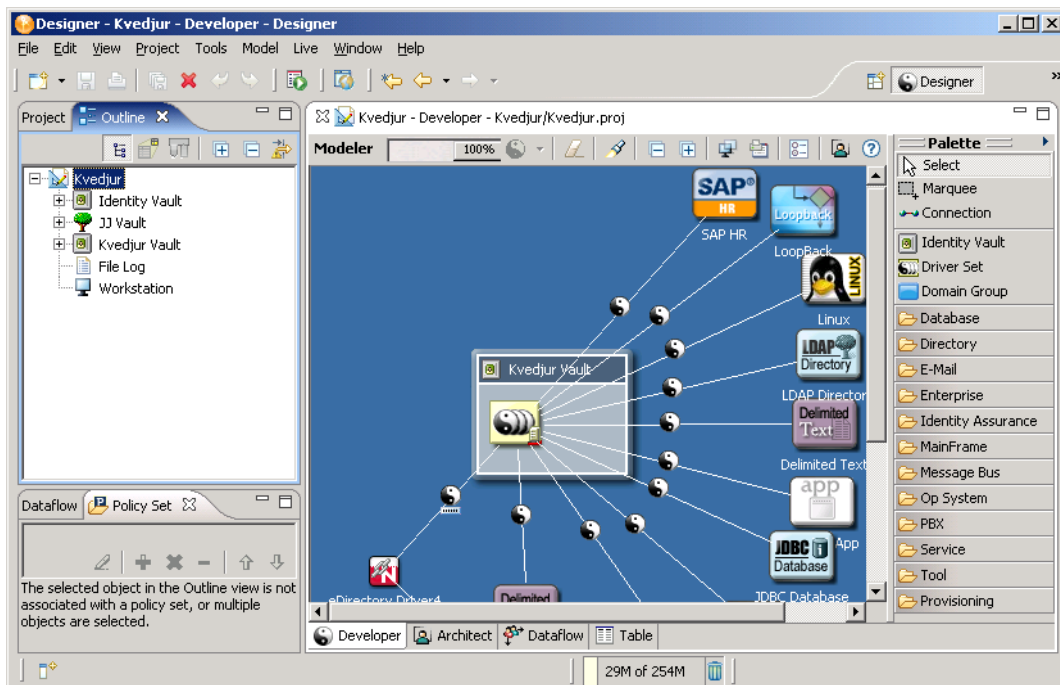 Designer - Kvedjur - Developer - Designer
File Edit View Project Tools Model Live Window Help
Designer
Project Outline
Kvedjur
Identity Vault
JJ Vault
Kvedjur Vault
File Log
Workstation
Dataflow Policy Set
The selected object in the Outline view is not
associated with a policy set, or multiple
objects are selected.
Kvedjur - Developer - Kvedjur/Kvedjur.proj
Modeler 100%
SAP®
HR
SAP HR
Loopback
LoopBack
LINUX
Linux
LDAP
Directory
LDAP Director
Delimited
Text
Delimited Text
app
App
JDBC
Database
JDBC Database
Kvedjur Vault
eDirectory Driver4
Delimited
Developer Architect Dataflow Table
Palette
Select
Marquee
Connection
Identity Vault
Driver Set
Domain Group
Database
Directory
E-Mail
Enterprise
Identity Assurance
MainFrame
Message Bus
Op System
PBX
Service
Tool
Provisioning
29M of 254M